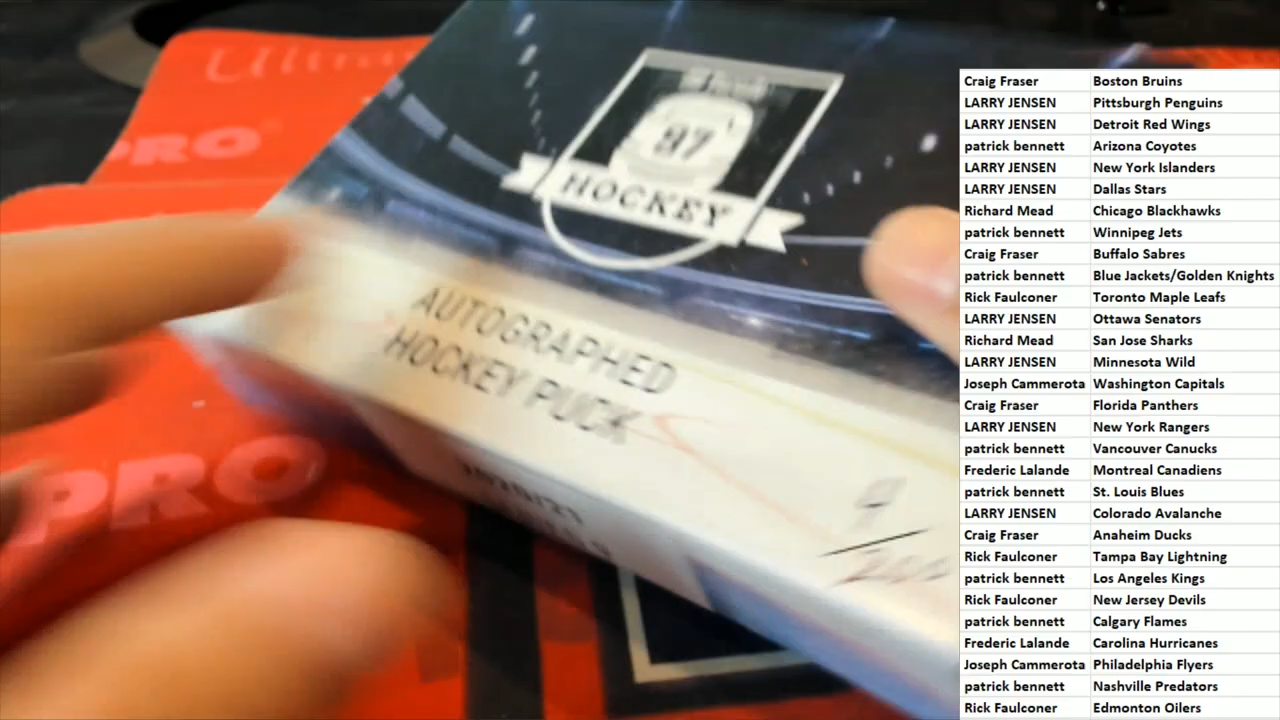 Ultra
PRO
PRO
97
HOCKEY
AUTOGRAPHED
HOCKEY PUCK
Craig Fraser Boston Bruins
LARRY JENSEN Pittsburgh Penguins
LARRY JENSEN Detroit Red Wings
patrick bennett Arizona Coyotes
LARRY JENSEN New York Islanders
LARRY JENSEN Dallas Stars
Richard Mead Chicago Blackhawks
patrick bennett Winnipeg Jets
Craig Fraser Buffalo Sabres
patrick bennett Blue Jackets/Golden Knights
Rick Faulconer Toronto Maple Leafs
LARRY JENSEN Ottawa Senators
Richard Mead San Jose Sharks
LARRY JENSEN Minnesota Wild
Joseph Cammerota Washington Capitals
Craig Fraser Florida Panthers
LARRY JENSEN New York Rangers
patrick bennett Vancouver Canucks
Frederic Lalande Montreal Canadiens
patrick bennett St. Louis Blues
LARRY JENSEN Colorado Avalanche
Craig Fraser Anaheim Ducks
Rick Faulconer Tampa Bay Lightning
patrick bennett Los Angeles Kings
Rick Faulconer New Jersey Devils
patrick bennett Calgary Flames
Frederic Lalande Carolina Hurricanes
Joseph Cammerota Philadelphia Flyers
patrick bennett Nashville Predators
Rick Faulconer Edmonton Oilers